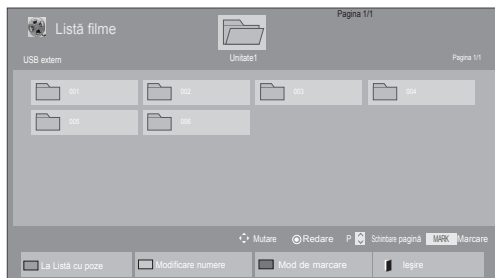 Pagina 1/1
Listă filme
USB extern
Unitate1
Pagina 1/1
001 002 003 004
005 006
Mutare Redare P Schimbare pagină MARK Marcare
La Listă cu poze Modificare numere Mod de marcare Ieșire